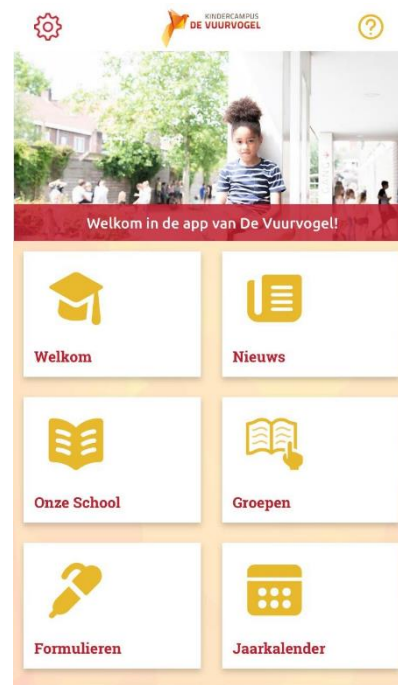 KINDERCAMPUS
DE VUURVOGEL
Welkom in de app van De Vuurvogel!
Welkom
Nieuws
Onze School
Groepen
Formulieren
Jaarkalender